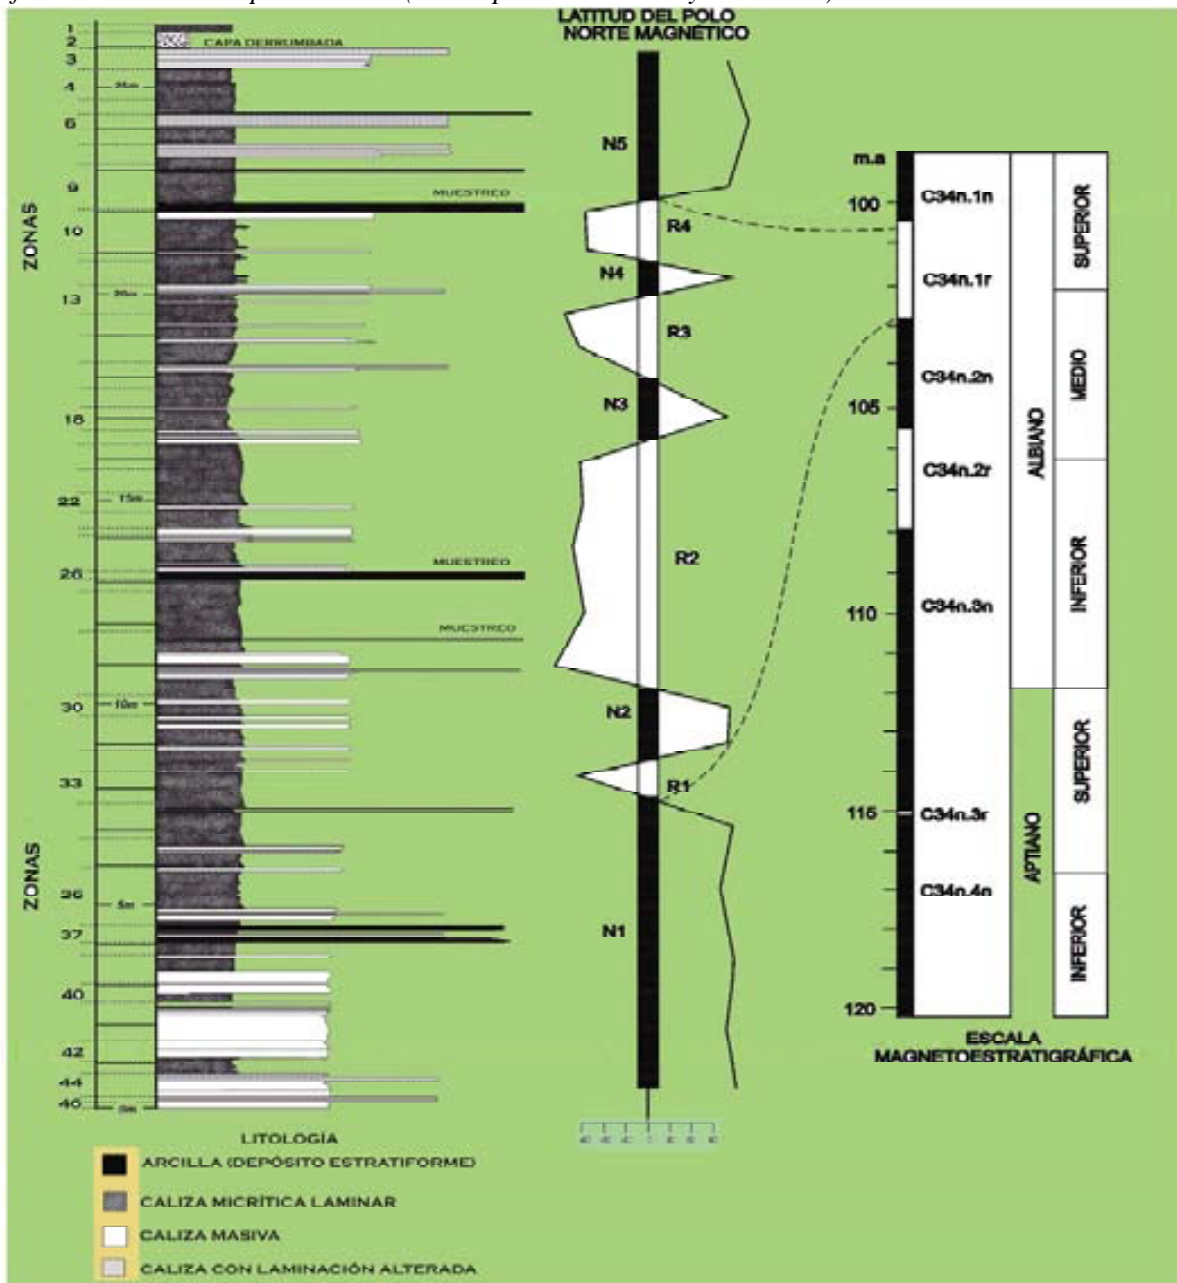 LATITUD DEL POLO
NORTE MAGNÉTICO
ZONAS
1
2
3
4
6
9
10
13
18
22
26
30
33
36
37
40
42
44
46
ZONAS
CAPA DERRUMBADA
MUESTREO
15m
MUESTREO
MUESTREO
10m
5m
0m
N5
R4
N4
R3
N3
R2
N2
R1
N1
m.a
100
105
110
115
120
C34n.1n
C34n.1r
C34n.2n
C34n.2r
C34n.3n
C34n.3r
C34n.4n
ALBIANO
APTIANO
SUPERIOR
MEDIO
INFERIOR
SUPERIOR
INFERIOR
ESCALA
MAGNETOESTRATIGRÁFICA
LITOLOGÍA
ARCILLA (DEPÓSITO ESTRATIFORME)
CALIZA MICRÍTICA LAMINAR
CALIZA MASIVA
CALIZA CON LAMINACIÓN ALTERADA